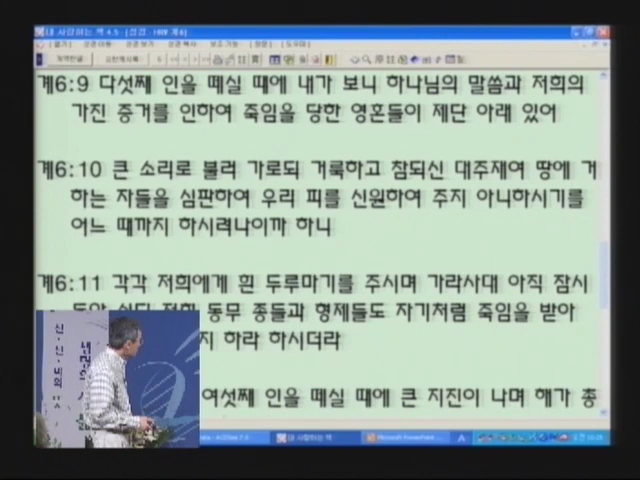 계6:9 다섯째 인을 떼실 때에 내가 보니 하나님의 말씀과 저희의
가진 증거를 인하여 죽임을 당한 영혼들이 제단 아래 있어
계6:10 큰 소리로 불러 가로되 거룩하고 참되신 대주재여 땅에 거
하는 자들을 심판하여 우리 피를 신원하여 주지 아니하시기를
어느 때까지 하시려나이까 하니
계6:11 각각 저희에게 흰 두루마기를 주시며 가라사대 아직 잠시
동무 종들과 형제들도 자기처럼 죽임을 받아
지 하라 하시더라
여섯째 인을 떼실 때에 큰 지진이 나며 해가 총
Microsoft PowerPoint